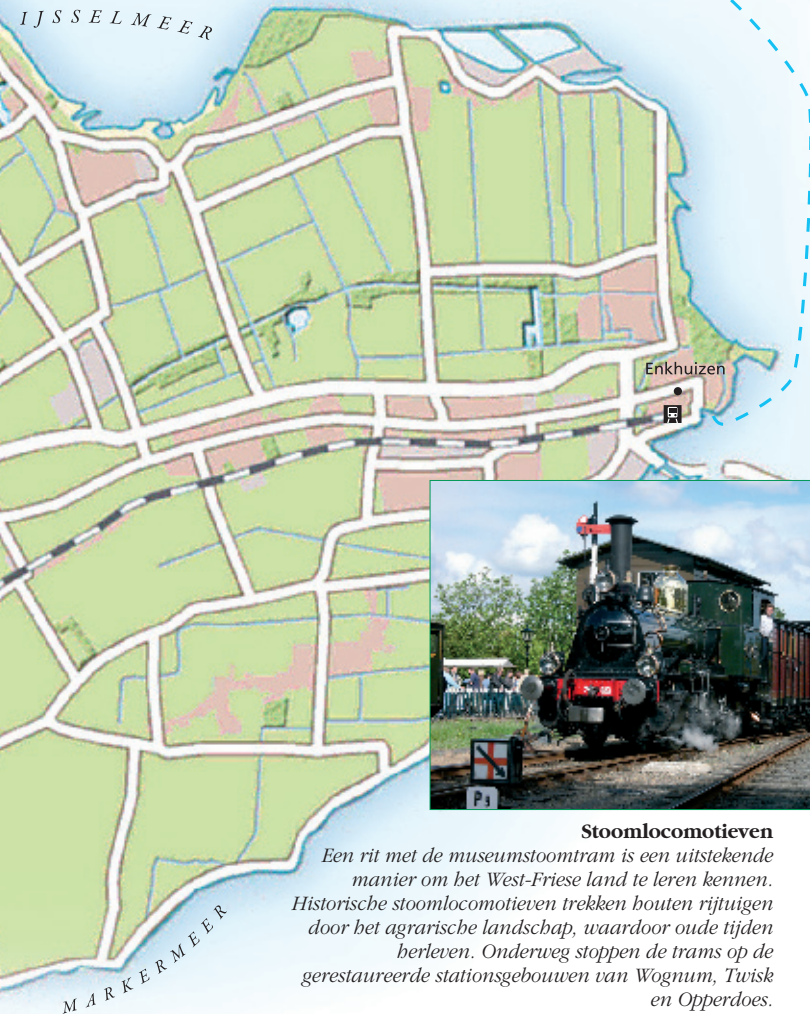 IJSSELMEER
Enkhuizen
P3
Stoomlocomotieven
Een rit met de museumstoomtram is een uitstekende
manier om het West-Friese land te leren kennen.
Historische stoomlocomotieven trekken houten rijtuigen
door het agrarische landschap, waardoor oude tijden
herleven. Onderweg stoppen de trams op de
gerestaureerde stationsgebouwen van Wognum, Twisk
en Opperdoes.
MARKERMEER